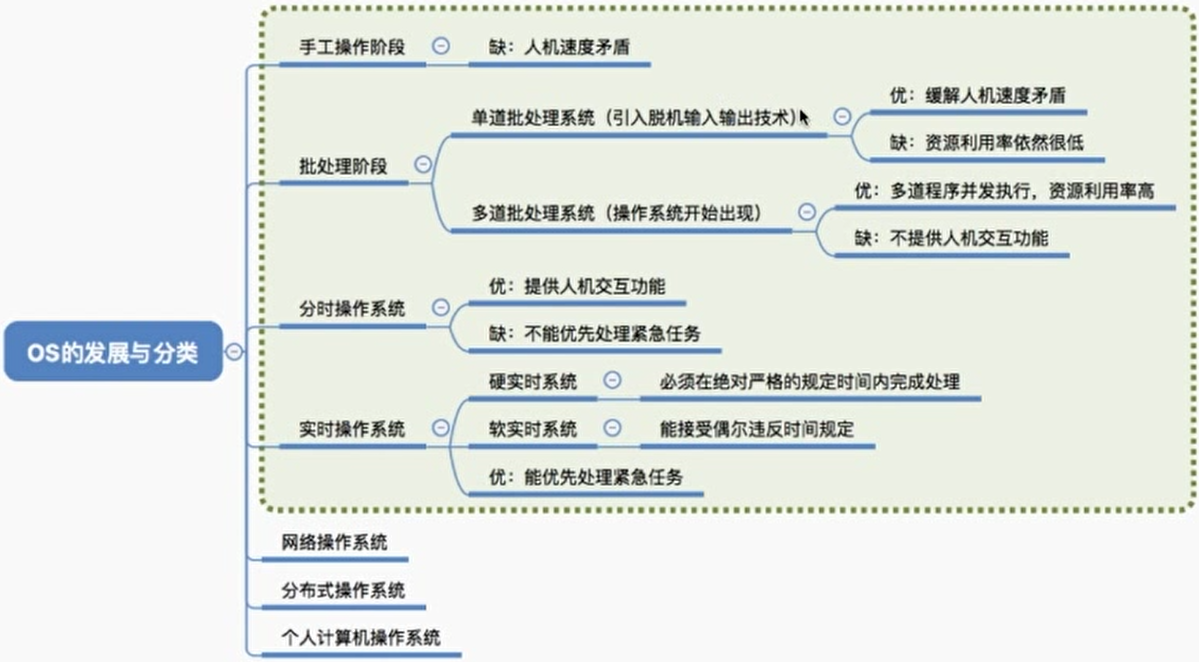 手工操作阶段
缺：人机速度矛盾
批处理阶段
单道批处理系统（引入脱机输入输出技术）
优：缓解人机速度矛盾
缺：资源利用率依然很低
多道批处理系统（操作系统开始出现）
优：多道程序并发执行，资源利用率高
缺：不提供人机交互功能
OS的发展与分类
分时操作系统
优：提供人机交互功能
缺：不能优先处理紧急任务
实时操作系统
硬实时系统
必须在绝对严格的规定时间内完成处理
软实时系统
能接受偶尔违反时间规定
优：能优先处理紧急任务
网络操作系统
分布式操作系统
个人计算机操作系统